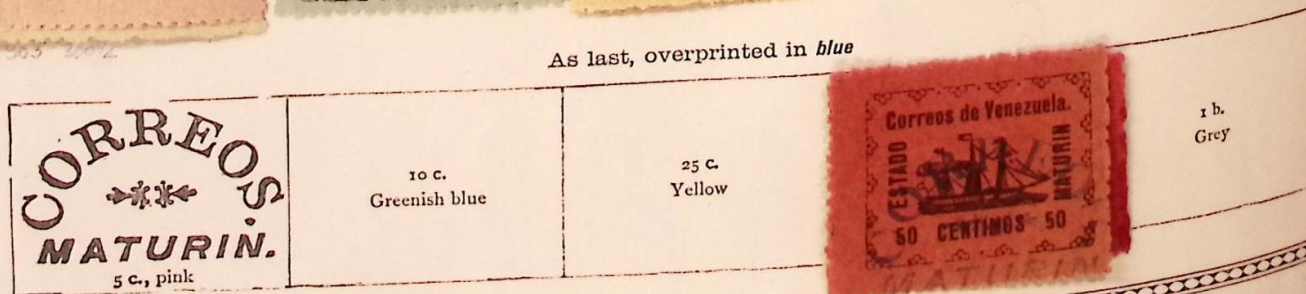 As last, overprinted in blue
CORREOS
MATURIN.
5 c., pink
10 c.
Greenish blue
25 c.
Yellow
Correos de Venezuela.
ESTADO
MATURIN
50 CENTIMOS 50
MATURIN
1 b.
Grey